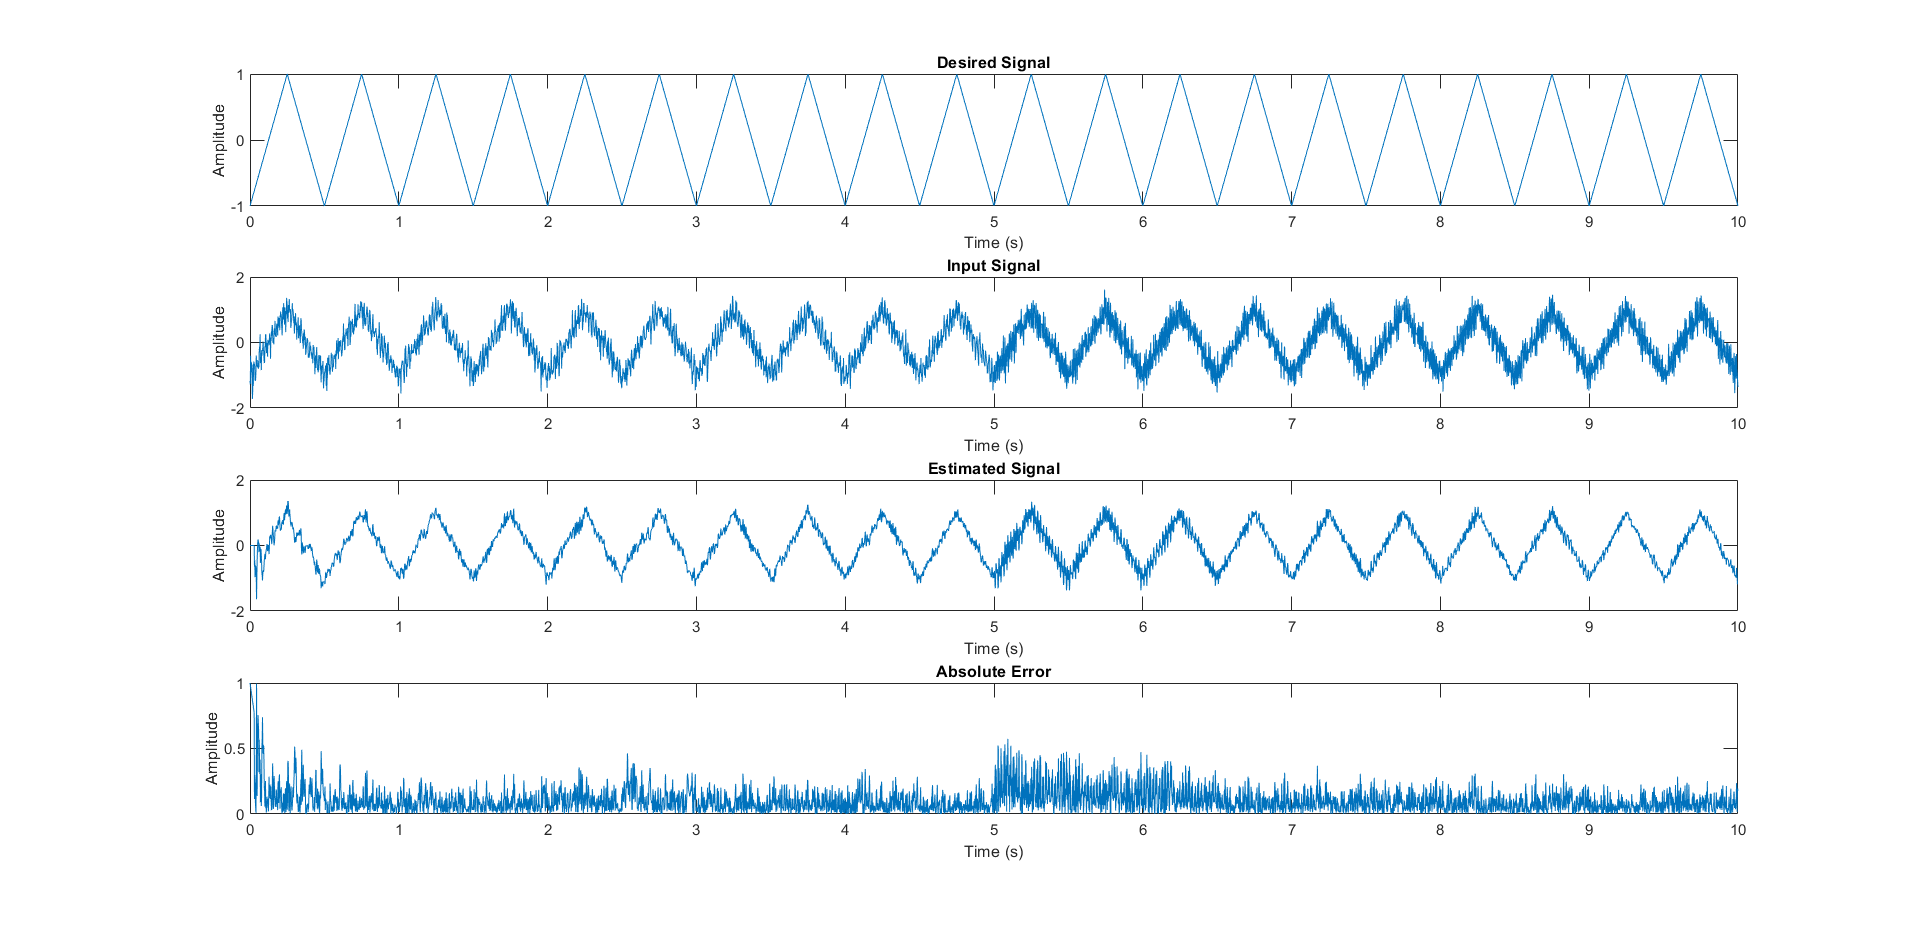 Desired Signal
Amplitude
1
0
-1
0 1 2 3 4 5 6 7 8 9 10
Time (s)
Input Signal
Amplitude
2
0
-2
0 1 2 3 4 5 6 7 8 9 10
Time (s)
Estimated Signal
Amplitude
2
0
-2
0 1 2 3 4 5 6 7 8 9 10
Time (s)
Absolute Error
Amplitude
1
0.5
0
0 1 2 3 4 5 6 7 8 9 10
Time (s)